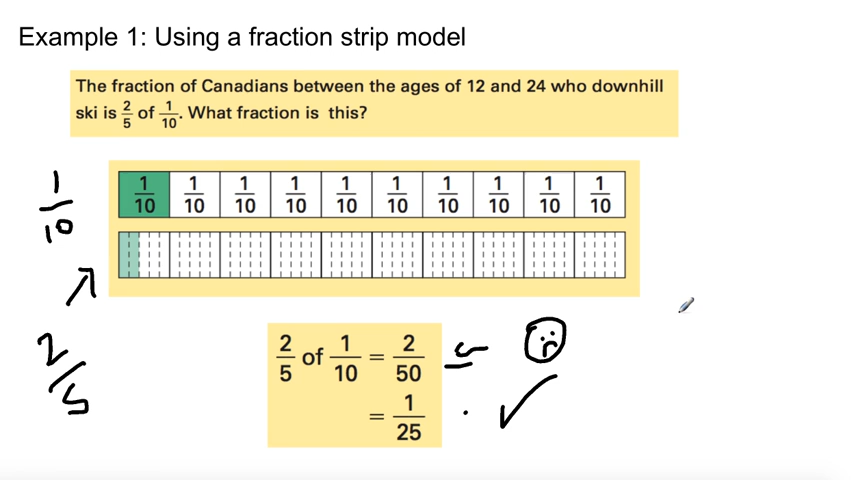 Example 1: Using a fraction strip model
The fraction of Canadians between the ages of 12 and 24 who downhill
ski is 2/5 of 1/10. What fraction is this?
1/10
1/10 1/10 1/10 1/10 1/10 1/10 1/10 1/10 1/10 1/10
2/5
2/5 of 1/10 = 2/50
= 1/25